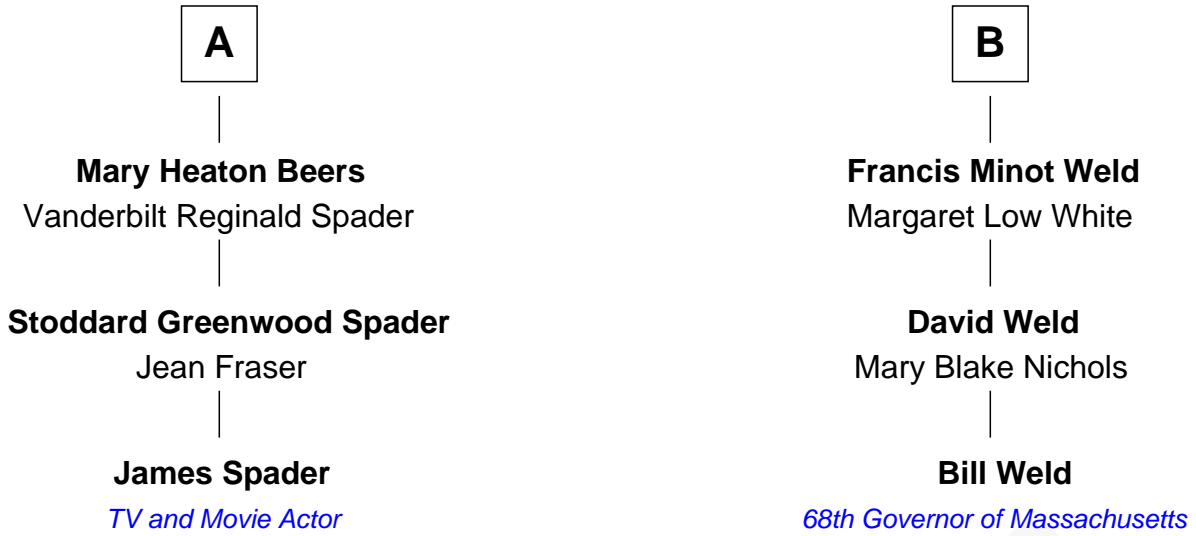 A
Mary Heaton Beers
Vanderbilt Reginald Spader
Stoddard Greenwood Spader
Jean Fraser
James Spader
TV and Movie Actor
B
Francis Minot Weld
Margaret Low White
David Weld
Mary Blake Nichols
Bill Weld
68th Governor of Massachusetts